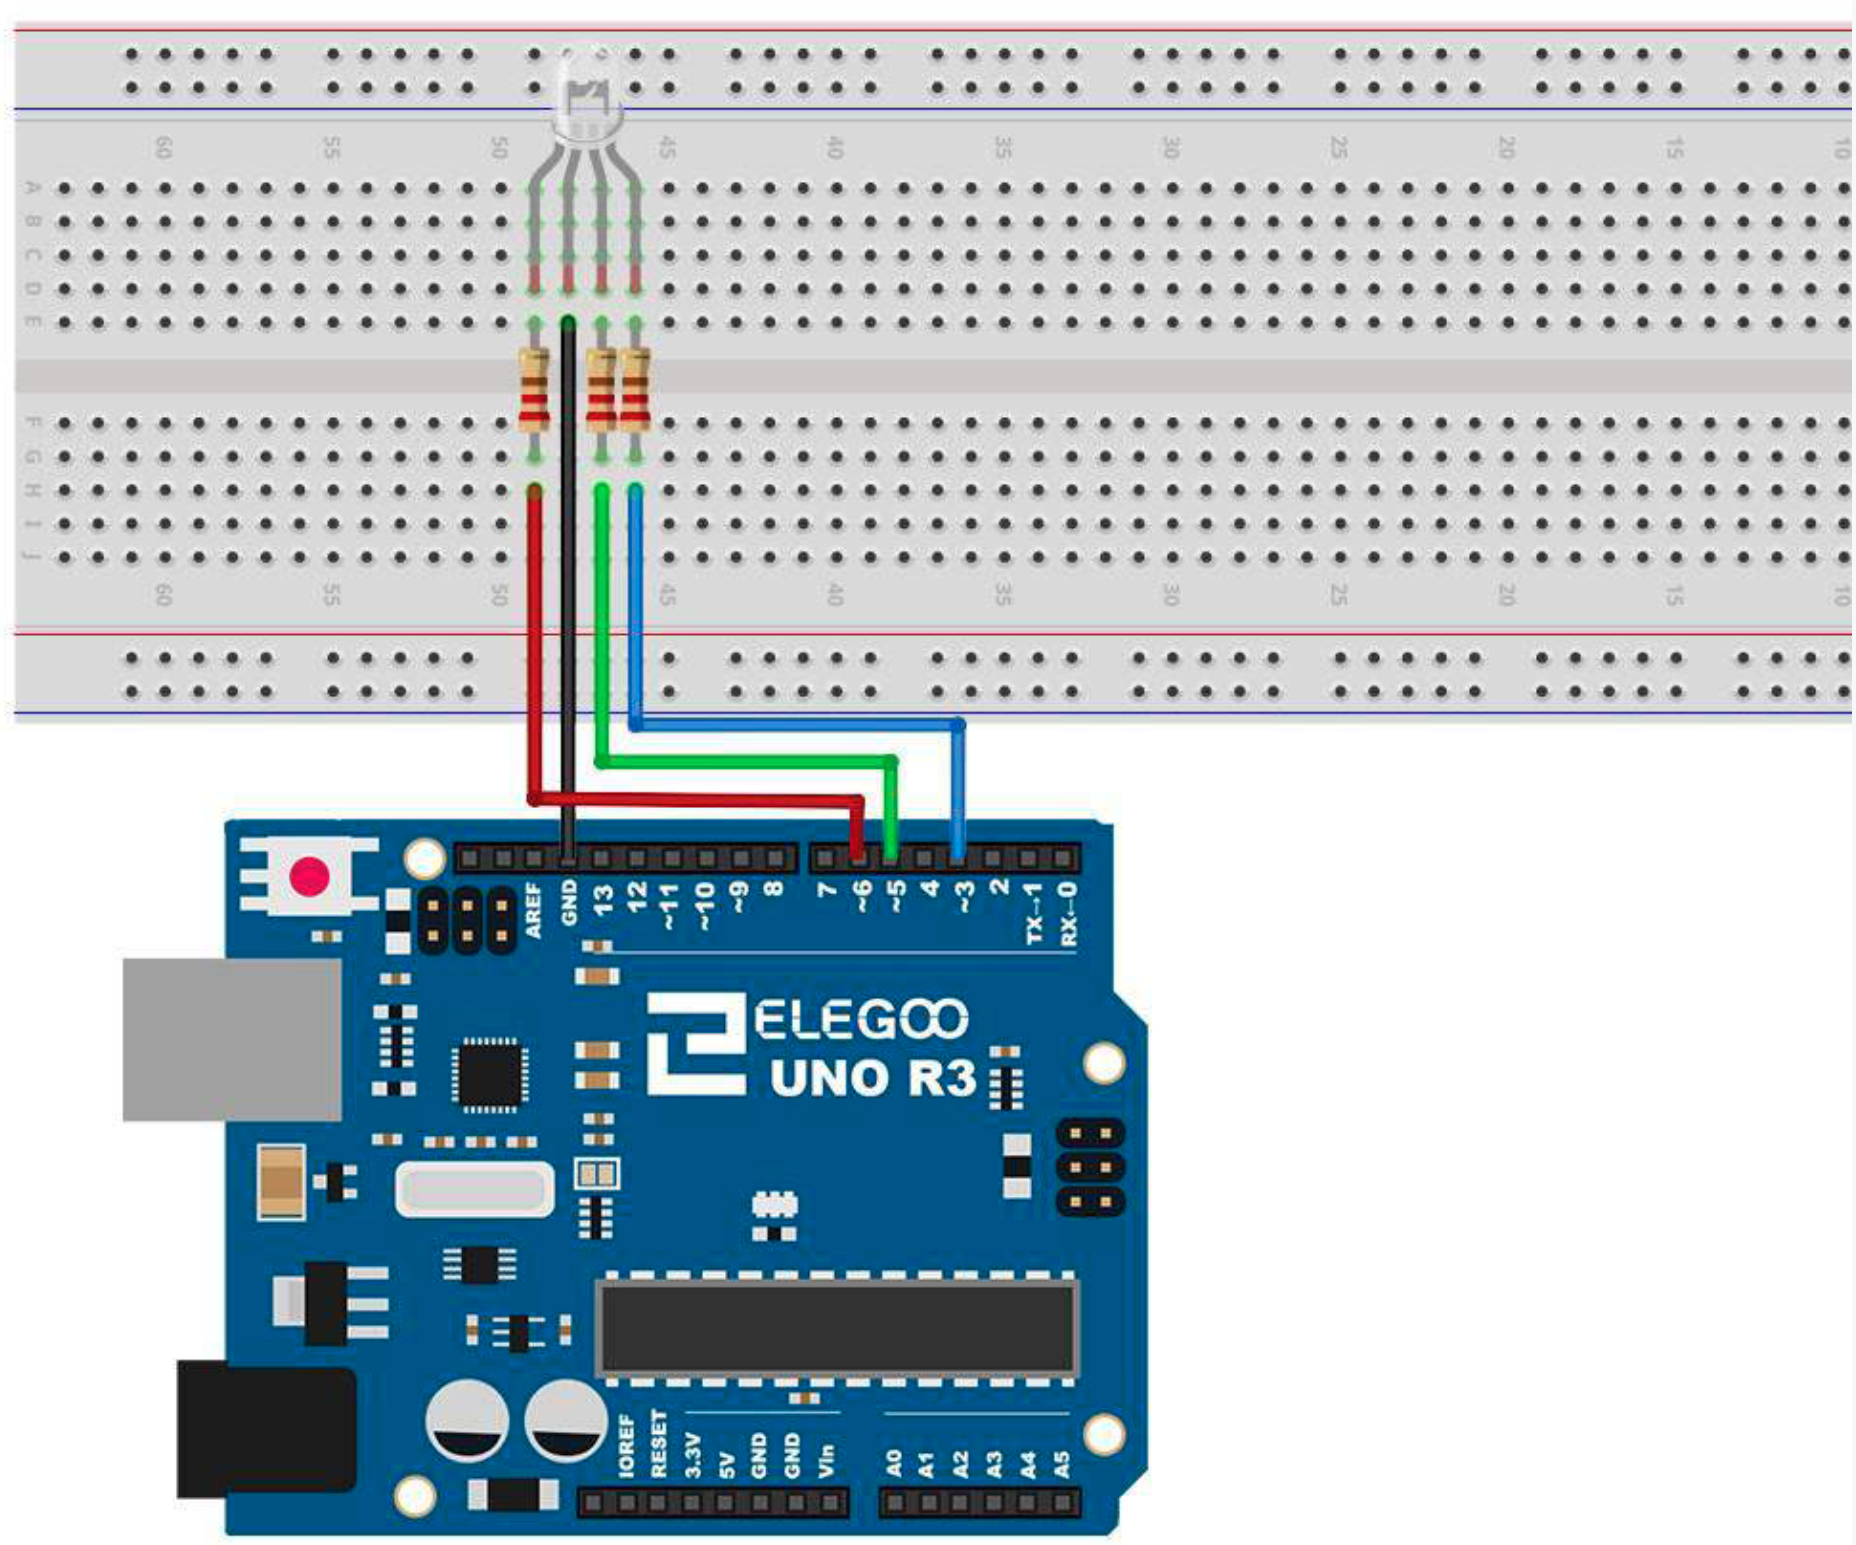 60 55 50 45 40 35 30 25 20 15 10
A
B
C
D
E
F
G
H
I
J
60 55 50 45 40 35 30 25 20 15 10
AREF GND 13 12 ~11 ~10 ~9 8 7 ~6 ~5 4 ~3 2 TX→1 RX←0
ELEGOO
UNO R3
IOREF RESET 3.3V 5V GND GND Vin A0 A1 A2 A3 A4 A5